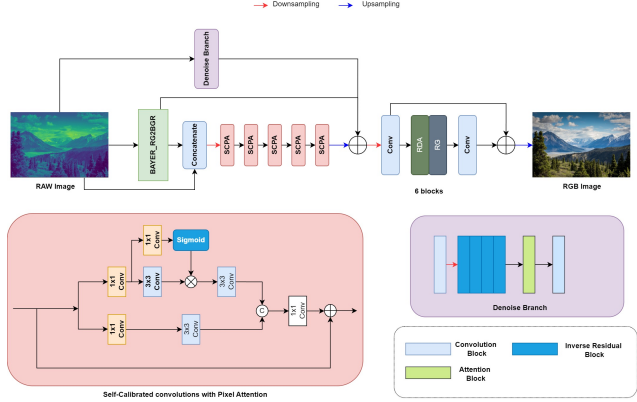 Downsampling
Upsampling
Denoise Branch
BAYER_RG2BGR
Concatenate
SCPA
SCPA
SCPA
SCPA
SCPA
Conv
RDA
RG
Conv
RAW Image
6 blocks
RGB Image
1x1
Conv
Sigmoid
1x1
Conv
3x3
Conv
3x3
Conv
C
1x1
Conv
1x1
Conv
3x3
Conv
Self-Calibrated convolutions with Pixel Attention
Denoise Branch
Convolution
Block
Inverse Residual
Block
Attention
Block